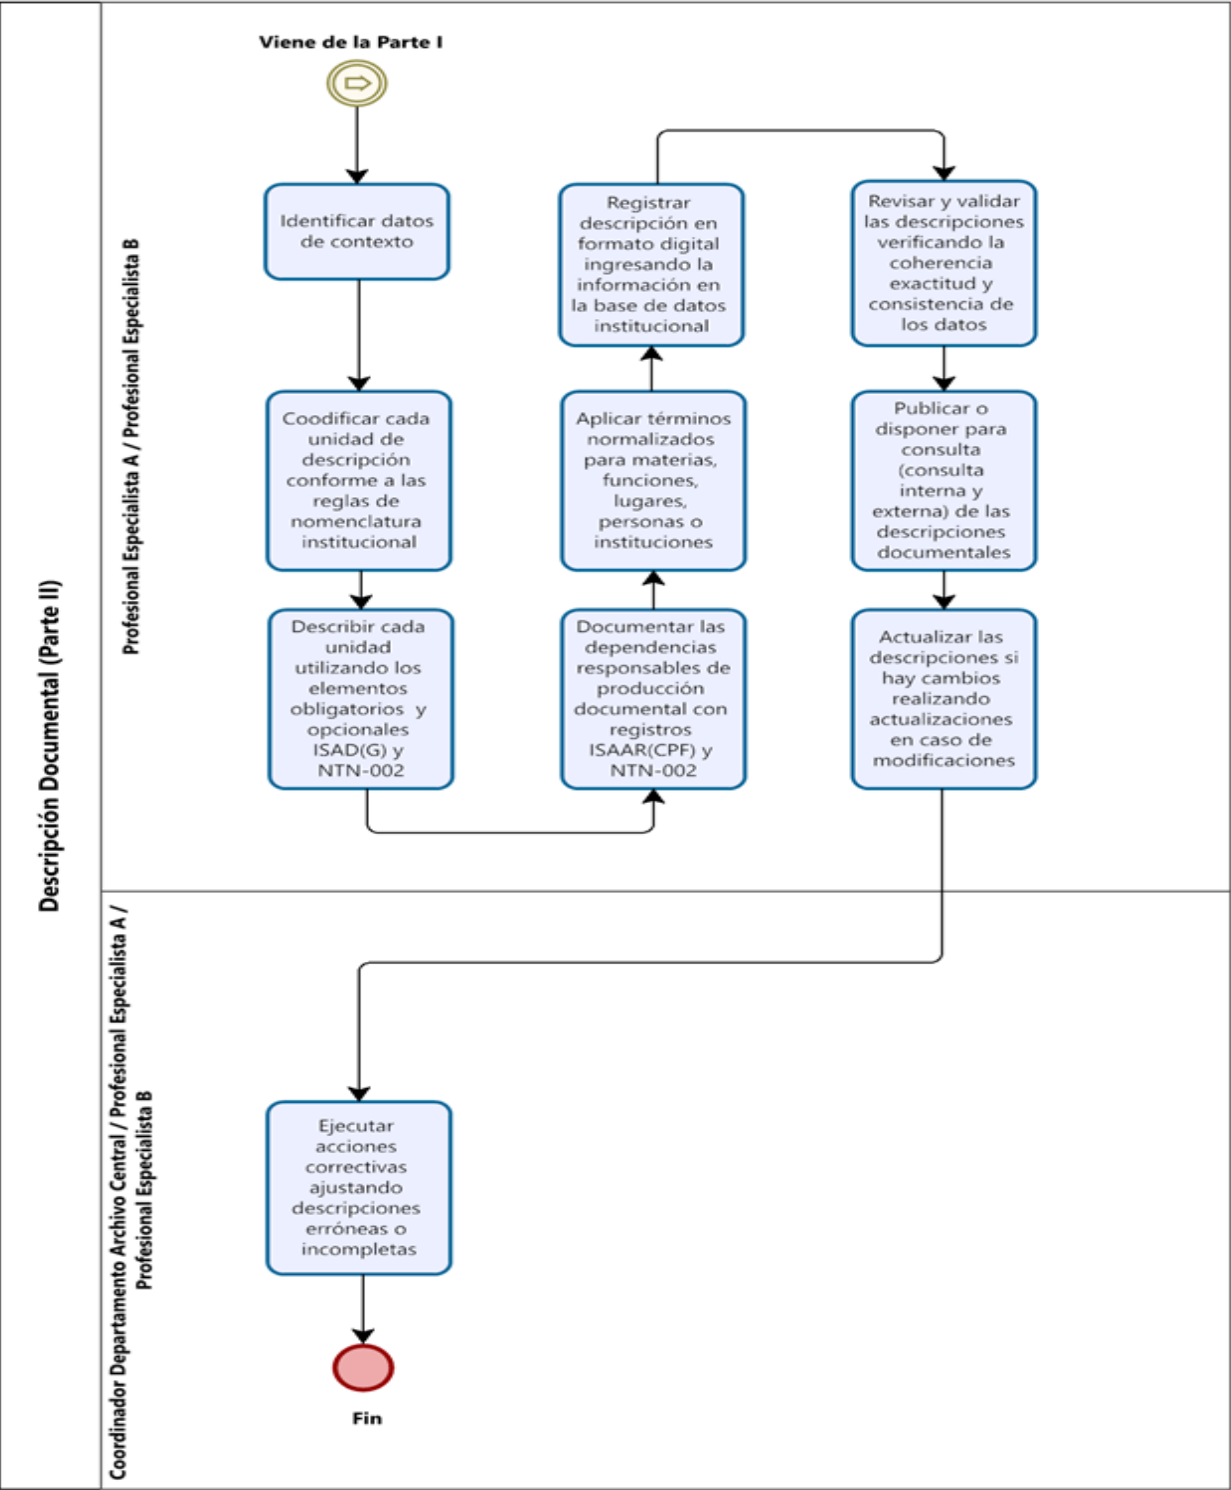 Descripción Documental (Parte II)
Profesional Especialista A / Profesional Especialista B
Viene de la Parte I
Identificar datos
de contexto
Coodificar cada
unidad de
descripción
conforme a las
reglas de
nomenclatura
institucional
Describir cada
unidad
utilizando los
elementos
obligatorios y
opcionales
ISAD(G) y
NTN-002
Documentar las
dependencias
responsables de
producción
documental con
registros
ISAAR(CPF) y
NTN-002
Aplicar términos
normalizados
para materias,
funciones,
lugares,
personas o
instituciones
Registrar
descripción en
formato digital
ingresando la
información en
la base de datos
institucional
Revisar y validar
las descripciones
verificando la
coherencia
exactitud y
consistencia de
los datos
Publicar o
disponer para
consulta
(consulta
interna y
externa) de las
descripciones
documentales
Actualizar las
descripciones si
hay cambios
realizando
actualizaciones
en caso de
modificaciones
Coordinador Departamento Archivo Central / Profesional Especialista A /
Profesional Especialista B
Ejecutar
acciones
correctivas
ajustando
descripciones
erróneas o
incompletas
Fin